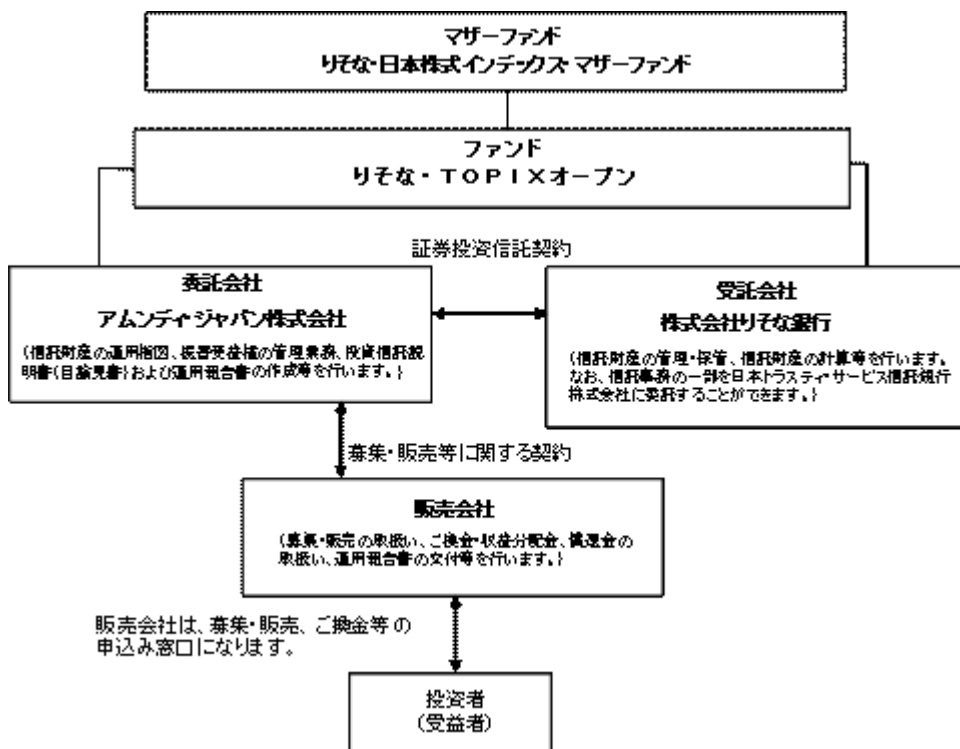 マザーファンド
りそな・日本株式インデックス・マザーファンド
ファンド
りそな・TOPIXオープン
証券投資信託契約
委託会社
アムンディ・ジャパン株式会社
(信託財産の運用指図、振替受益権の管理業務、投資信託説
明書(目論見書)および運用報告書の作成等を行います。)
受託会社
株式会社りそな銀行
(信託財産の管理・保管、信託財産の計算等を行います。
なお、信託事務の一部を日本トラスティ・サービス信託銀行
株式会社に委託することができます。)
募集・販売等に関する契約
販売会社
(募集・販売の取扱い、ご換金・収益分配金、償還金の
取扱い、運用報告書の交付等を行います。)
販売会社は、募集・販売、ご換金等の
申込み窓口になります。
投資者
(受益者)